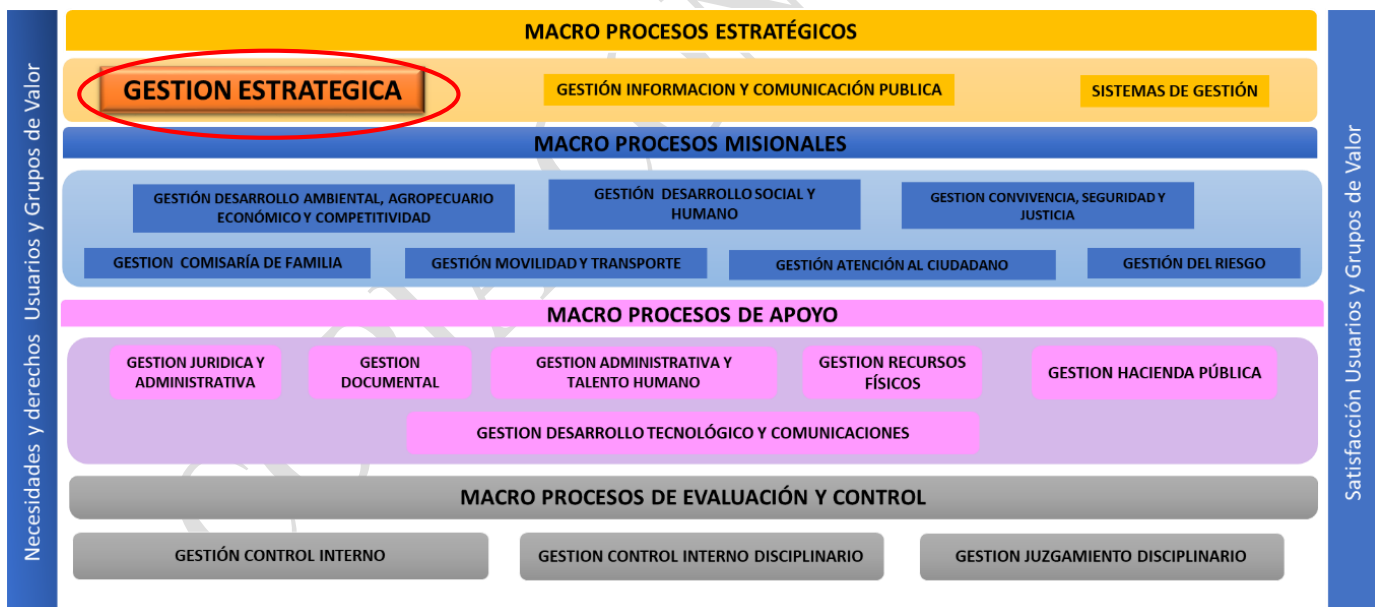 Necesidades y derechos Usuarios y Grupos de Valor
MACRO PROCESOS ESTRATÉGICOS
GESTION ESTRATEGICA
GESTIÓN INFORMACION Y COMUNICACIÓN PUBLICA
SISTEMAS DE GESTIÓN
MACRO PROCESOS MISIONALES
GESTIÓN DESARROLLO AMBIENTAL, AGROPECUARIO
ECONÓMICO Y COMPETITIVIDAD
GESTIÓN DESARROLLO SOCIAL Y
HUMANO
GESTION CONVIVENCIA, SEGURIDAD Y
JUSTICIA
GESTION COMISARÍA DE FAMILIA
GESTIÓN MOVILIDAD Y TRANSPORTE
GESTIÓN ATENCIÓN AL CIUDADANO
GESTIÓN DEL RIESGO
MACRO PROCESOS DE APOYO
GESTION JURIDICA Y
ADMINISTRATIVA
GESTION
DOCUMENTAL
GESTION ADMINISTRATIVA Y
TALENTO HUMANO
GESTION RECURSOS
FÍSICOS
GESTION HACIENDA PÚBLICA
GESTION DESARROLLO TECNOLÓGICO Y COMUNICACIONES
MACRO PROCESOS DE EVALUACIÓN Y CONTROL
GESTIÓN CONTROL INTERNO
GESTION CONTROL INTERNO DISCIPLINARIO
GESTION JUZGAMIENTO DISCIPLINARIO
Satisfacción Usuarios y Grupos de Valor